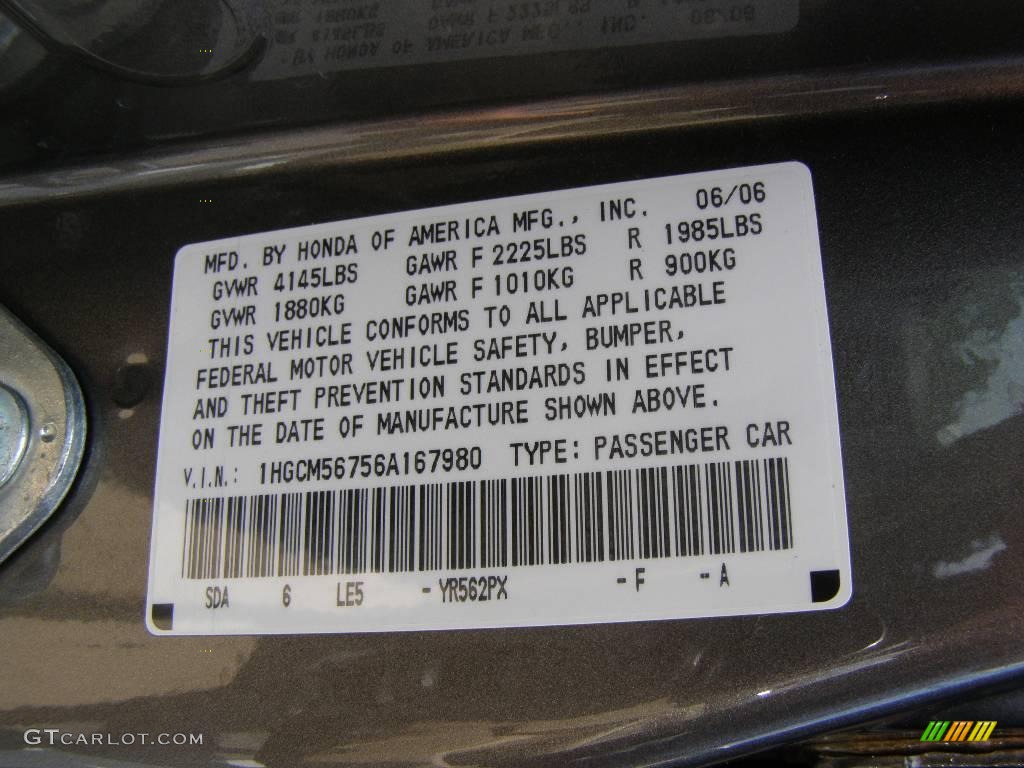 MFD. BY HONDA OF AMERICA MFG., INC. 06/06
GVWR 4145LBS GAWR F 2225LBS R 1985LBS
GVWR 1880KG GAWR F 1010KG R 900KG
THIS VEHICLE CONFORMS TO ALL APPLICABLE
FEDERAL MOTOR VEHICLE SAFETY, BUMPER,
AND THEFT PREVENTION STANDARDS IN EFFECT
ON THE DATE OF MANUFACTURE SHOWN ABOVE.
V.I.N.: 1HGCM56756A167980 TYPE: PASSENGER CAR
SDA 6 LE5 -YR562PX -F -A
GTCARLOT.COM